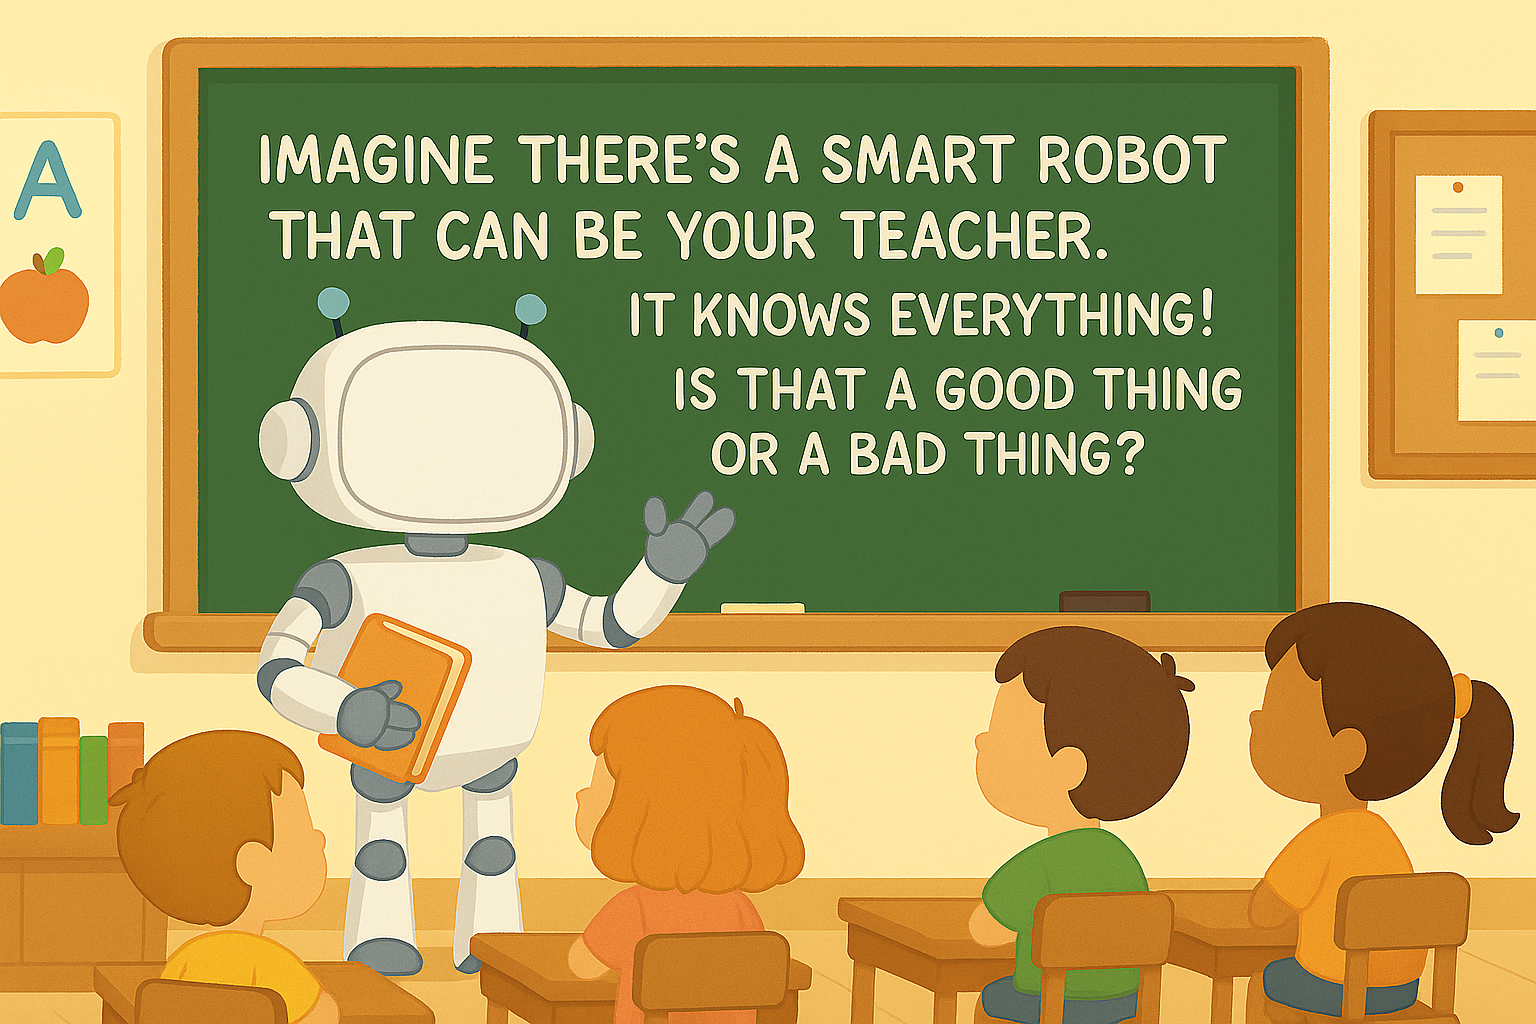 A
IMAGINE THERE'S A SMART ROBOT
THAT CAN BE YOUR TEACHER.
IT KNOWS EVERYTHING!
IS THAT A GOOD THING
OR A BAD THING?